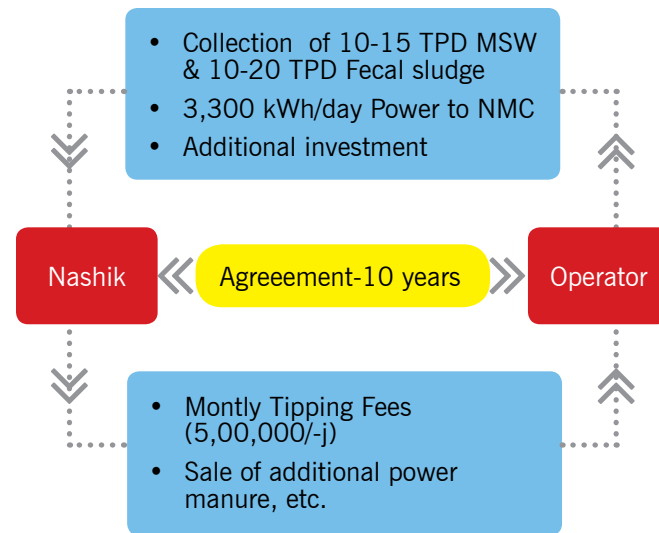 • Collection of 10-15 TPD MSW
& 10-20 TPD Fecal sludge
• 3,300 kWh/day Power to NMC
• Additional investment
Nashik
Agreeement-10 years
Operator
• Montly Tipping Fees
(5,00,000/-j)
• Sale of additional power
manure, etc.